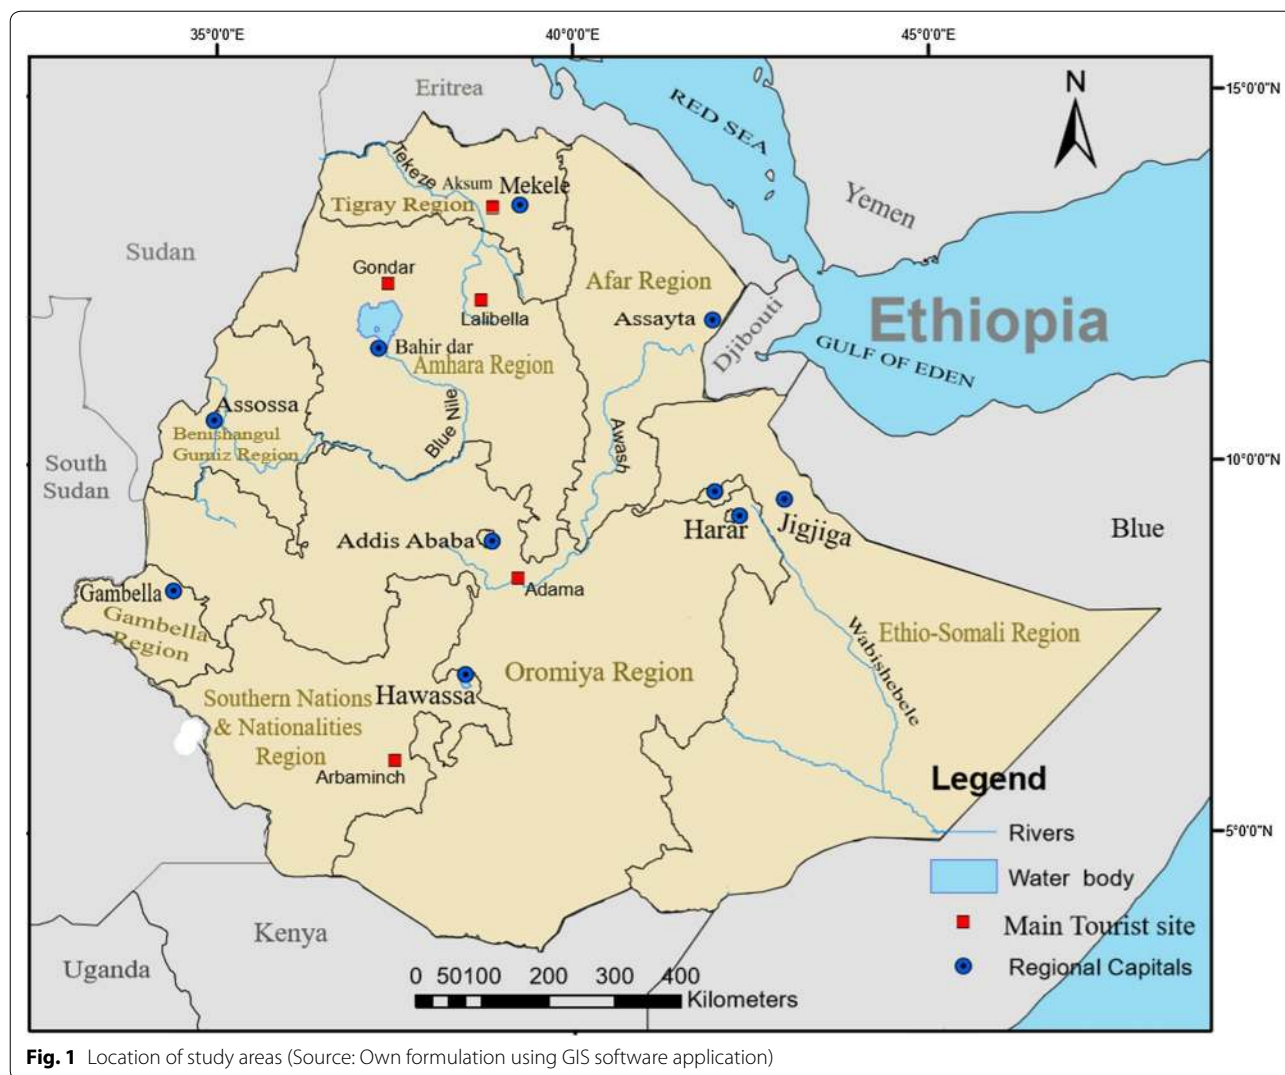 35°0'0"E
40°0'0"E
45°0'0"E
15°0'0"N
10°0'0"N
5°0'0"N
N
Eritrea
RED SEA
Yemen
Sudan
Tekeze
Aksum
Mekele
Tigray Region
Gondar
Lalibella
Afar Region
Assayta
Djibouti
Ethiopia
GULF OF EDEN
Bahir dar
Amhara Region
Assossa
Benishangul
Gumiz Region
Blue Nile
Awash
South
Sudan
Addis Ababa
Harar
Jigjiga
Blue
Adama
Gambella
Gambella
Region
Wabishebele
Ethio-Somali Region
Oromiya Region
Hawassa
Southern Nations
& Nationalities
Region
Arbaminch
Legend
Rivers
Water body
Main Tourist site
Regional Capitals
Kenya
Uganda
0 50 100 200 300 400
Kilometers
Fig. 1 Location of study areas (Source: Own formulation using GIS software application)